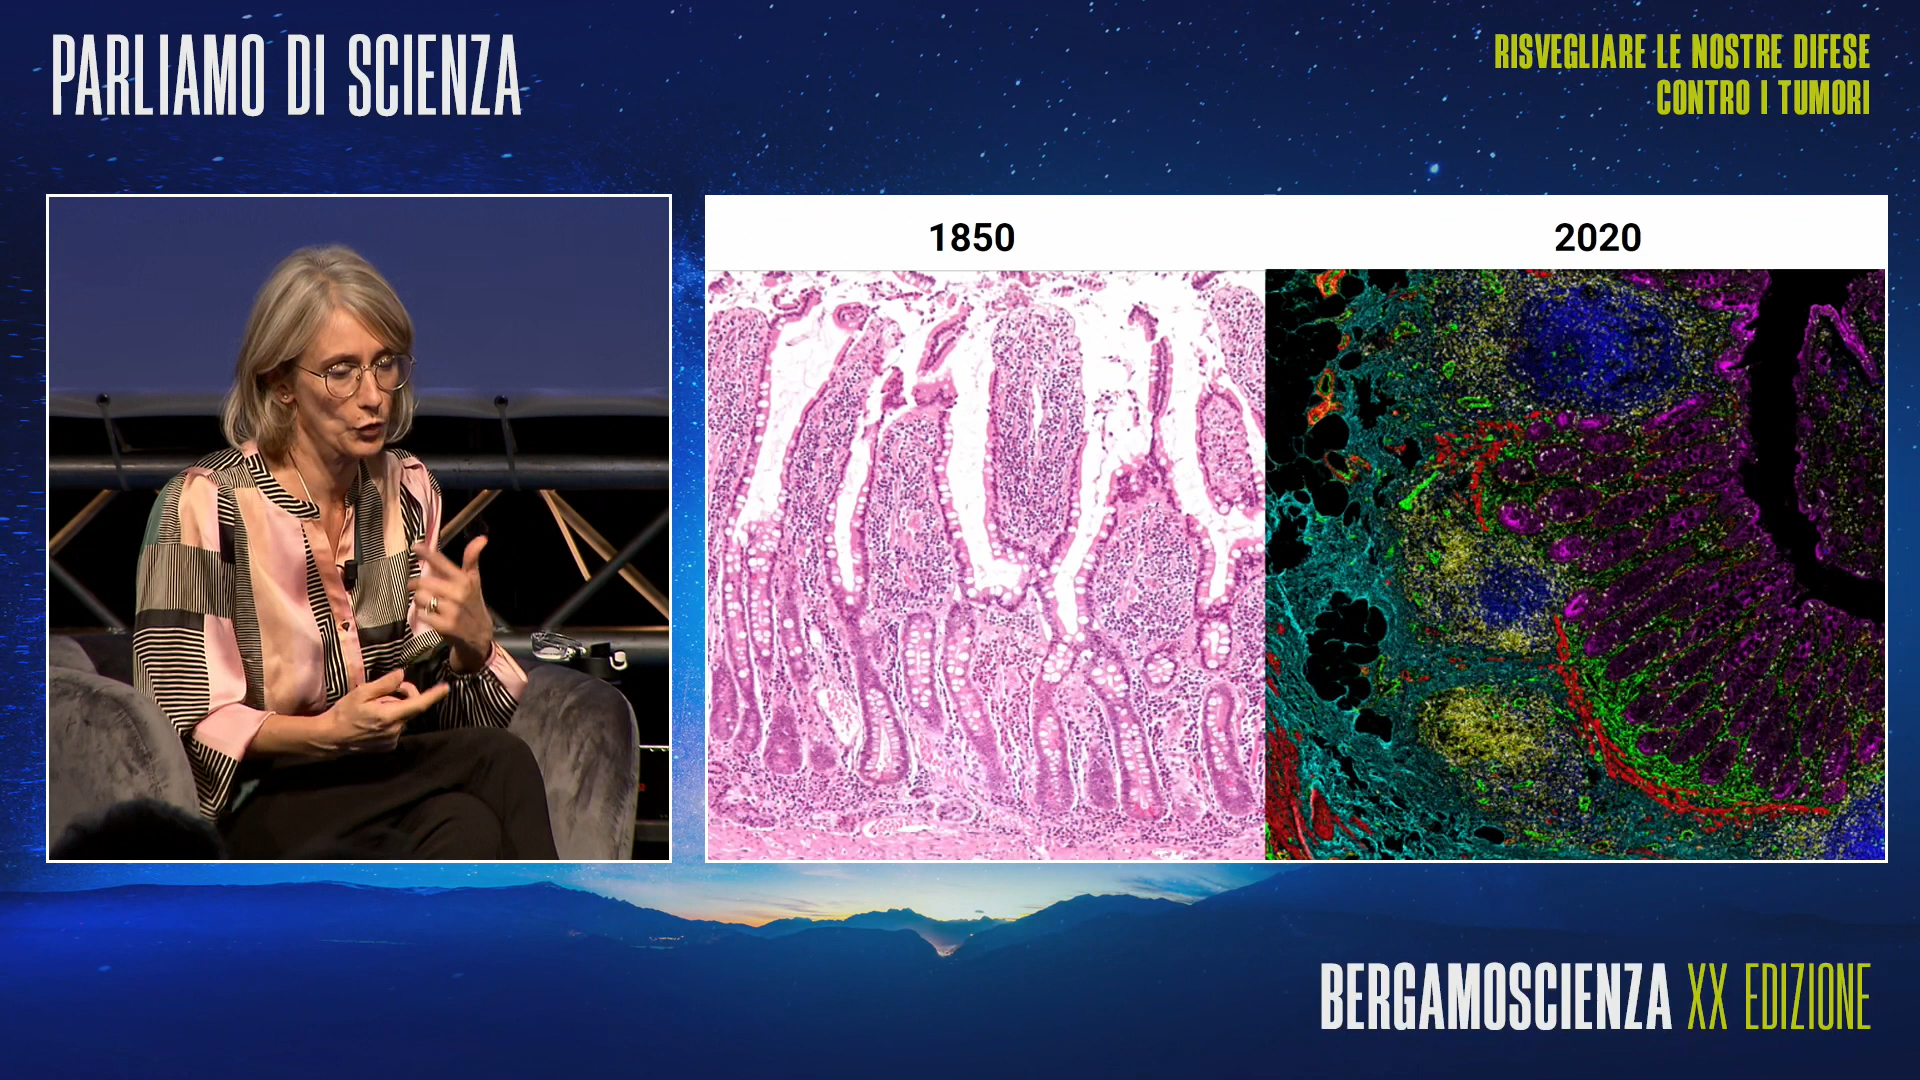 PARLIAMO DI SCIENZA
RISVEGLIARE LE NOSTRE DIFESE
CONTRO I TUMORI
1850
2020
BERGAMOSCIENZA XX EDIZIONE